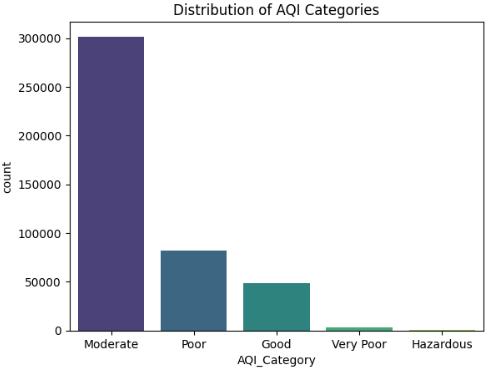 Distribution of AQI Categories
300000
250000
200000
150000
100000
50000
0
count
Moderate Poor Good Very Poor Hazardous
AQI_Category